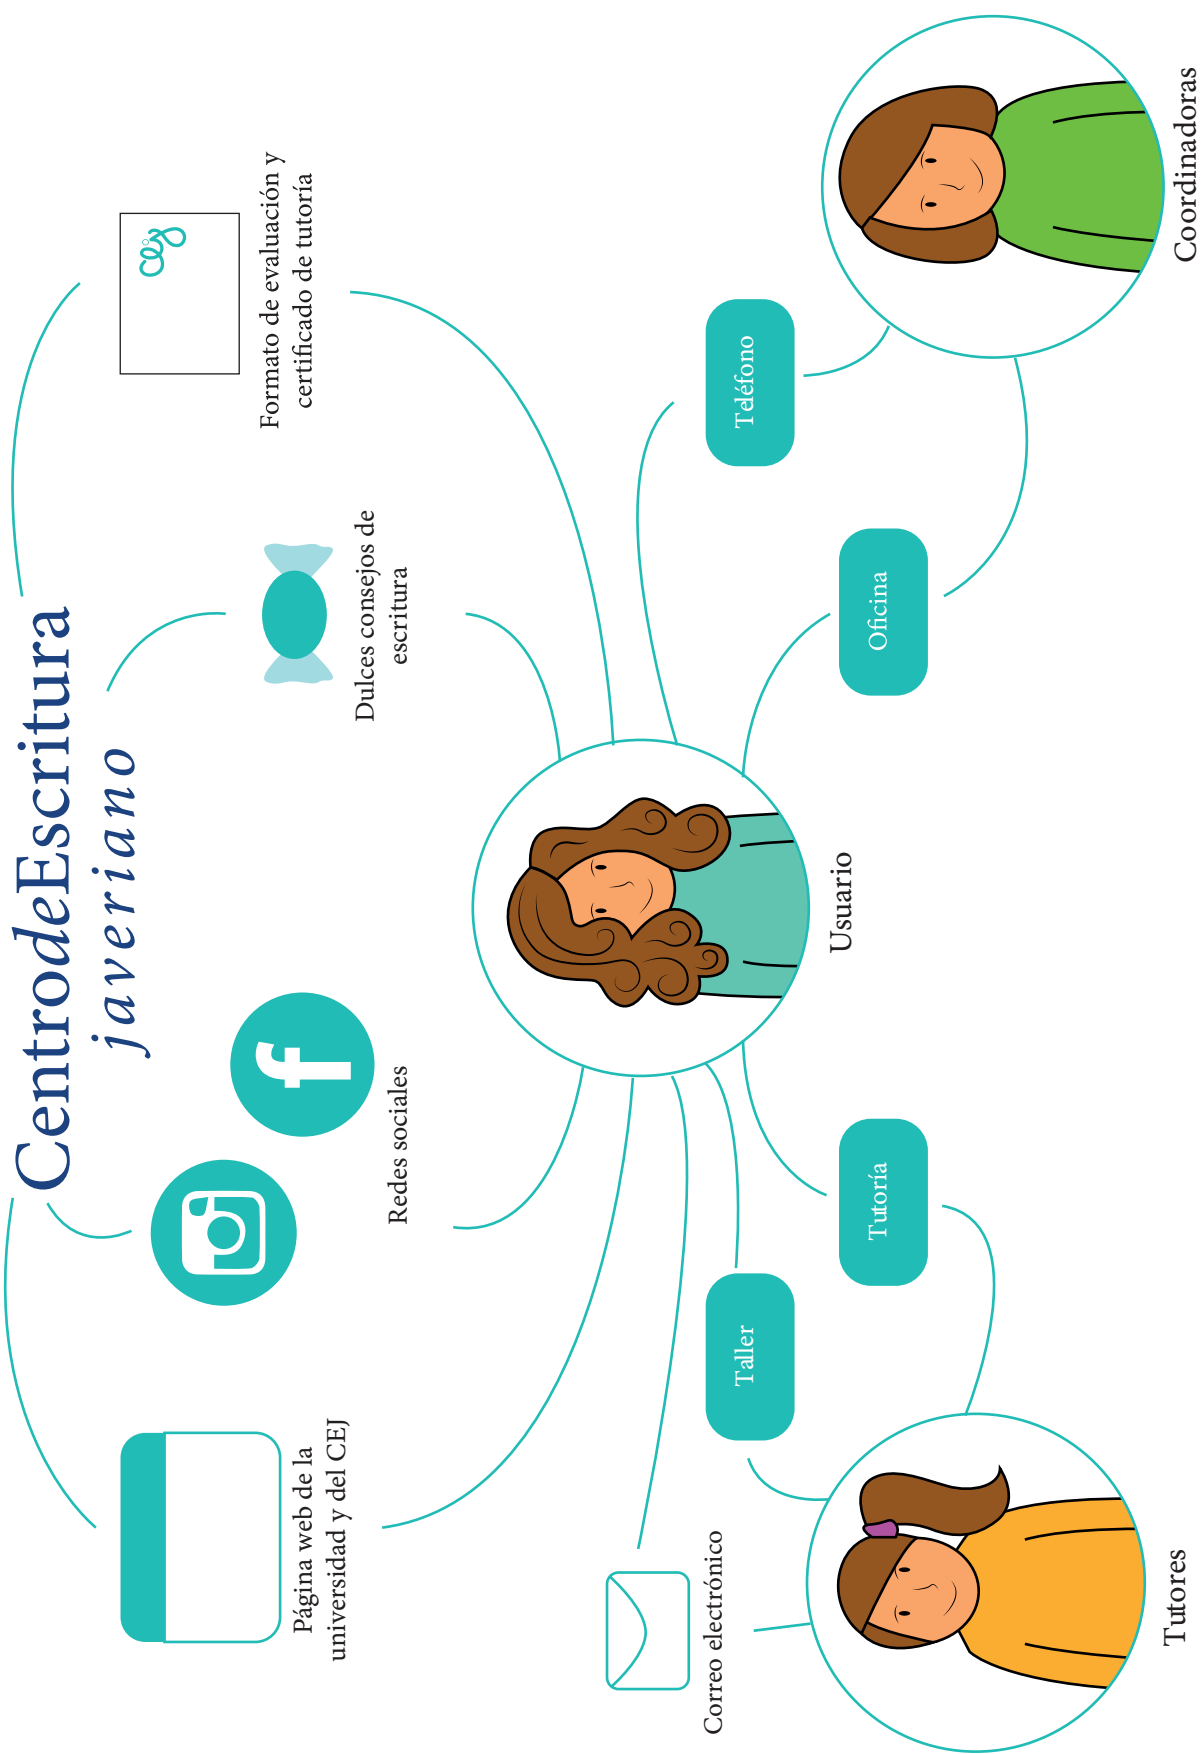 CentrodeEscritura
javeriano
Página web de la
universidad y del CEJ
Redes sociales
Dulces consejos de
escritura
cej
Formato de evaluación y
certificado de tutoría
Correo electrónico
Taller
Tutoría
Usuario
Oficina
Teléfono
Tutores
Coordinadoras